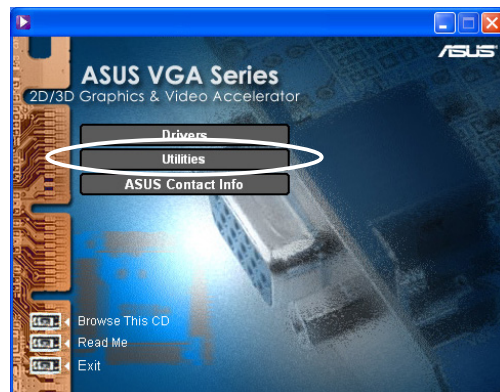 ASUS
ASUS VGA Series
2D/3D Graphics & Video Accelerator
Drivers
Utilities
ASUS Contact Info
Browse This CD
Read Me
Exit